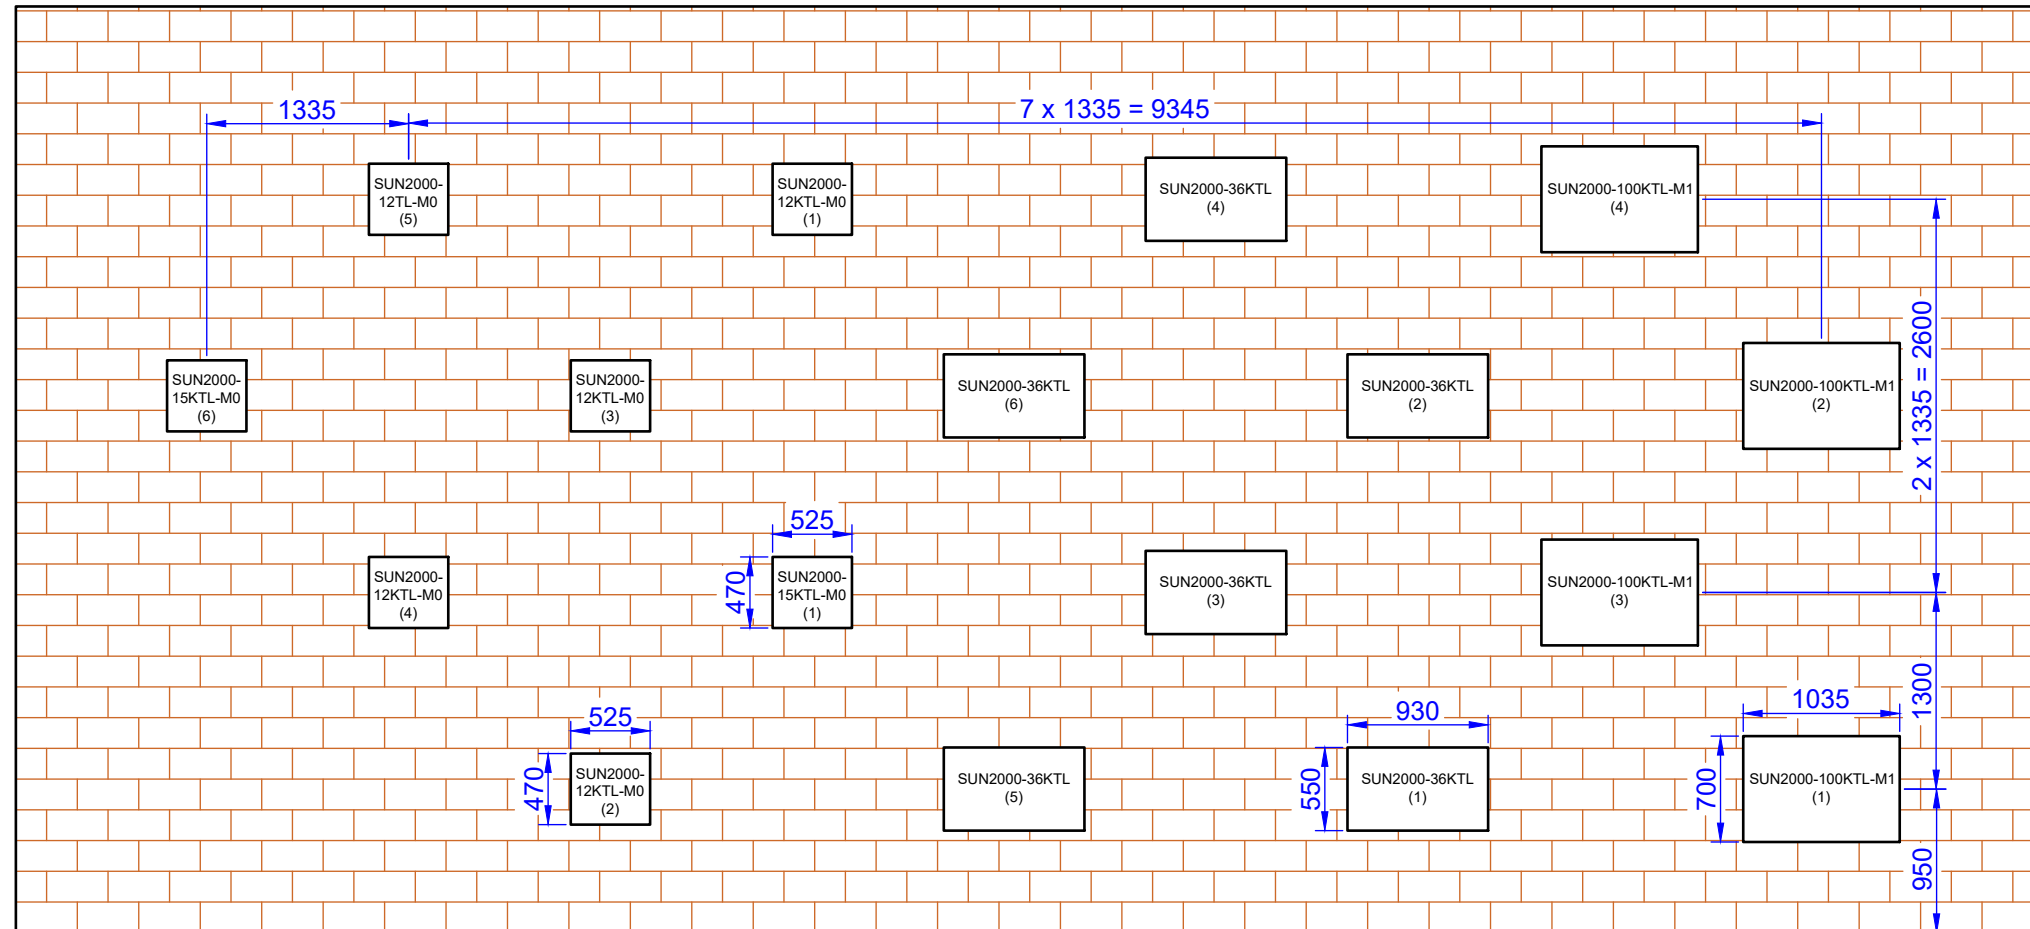 1335
7 x 1335 = 9345
SUN2000-
12TL-M0
(5)
SUN2000-
12KTL-M0
(1)
SUN2000-36KTL
(4)
SUN2000-100KTL-M1
(4)
2 x 1335 = 2600
SUN2000-
15KTL-M0
(6)
SUN2000-
12KTL-M0
(3)
SUN2000-36KTL
(6)
SUN2000-36KTL
(2)
SUN2000-100KTL-M1
(2)
525
470
SUN2000-
12KTL-M0
(4)
SUN2000-
15KTL-M0
(1)
SUN2000-36KTL
(3)
SUN2000-100KTL-M1
(3)
1300
525
470
SUN2000-
12KTL-M0
(2)
SUN2000-36KTL
(5)
930
550
SUN2000-36KTL
(1)
1035
700
SUN2000-100KTL-M1
(1)
950